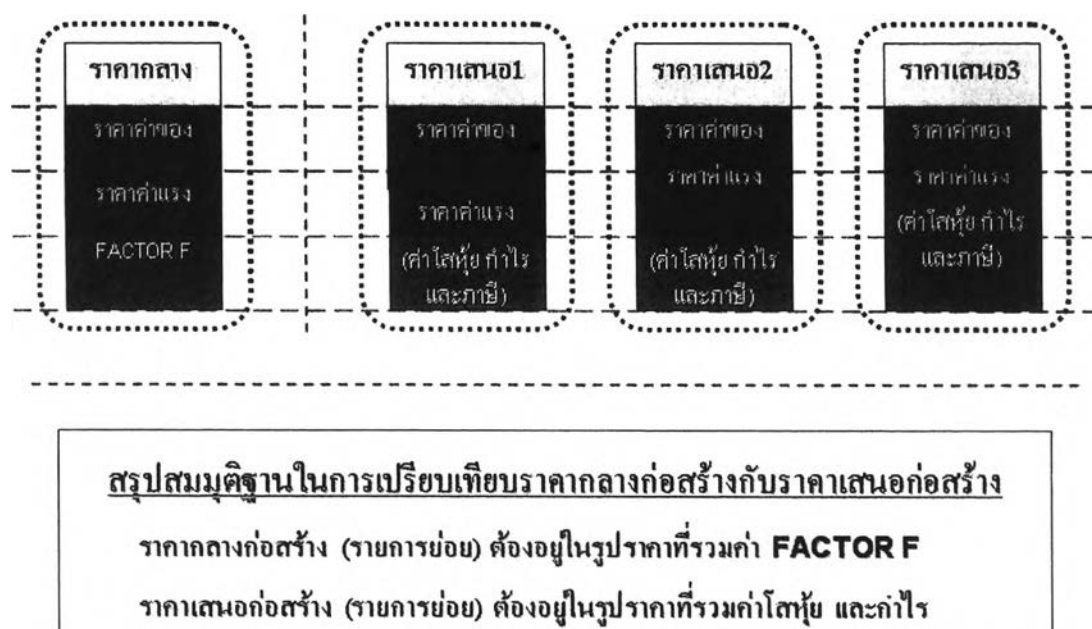 ราคากลาง
ราคาค่าของ
ราคาค่าแรง
FACTOR F
ราคาเสนอ1
ราคาค่าของ
ราคาค่าแรง
(ค่าโสหุ้ย กำไร
และภาษี)
ราคาเสนอ2
ราคาค่าของ
ราคาค่าแรง
(ค่าโสหุ้ย กำไร
และภาษี)
ราคาเสนอ3
ราคาค่าของ
ราคาค่าแรง
(ค่าโสหุ้ย กำไร
และภาษี)
สรุปสมมุติฐานในการเปรียบเทียบราคากลางก่อสร้างกับราคาเสนอก่อสร้าง
ราคากลางก่อสร้าง (รายการย่อย) ต้องอยู่ในรูปราคาที่รวมค่า FACTOR F
ราคาเสนอก่อสร้าง (รายการย่อย) ต้องอยู่ในรูปราคาที่รวมค่าโสหุ้ย และกำไร